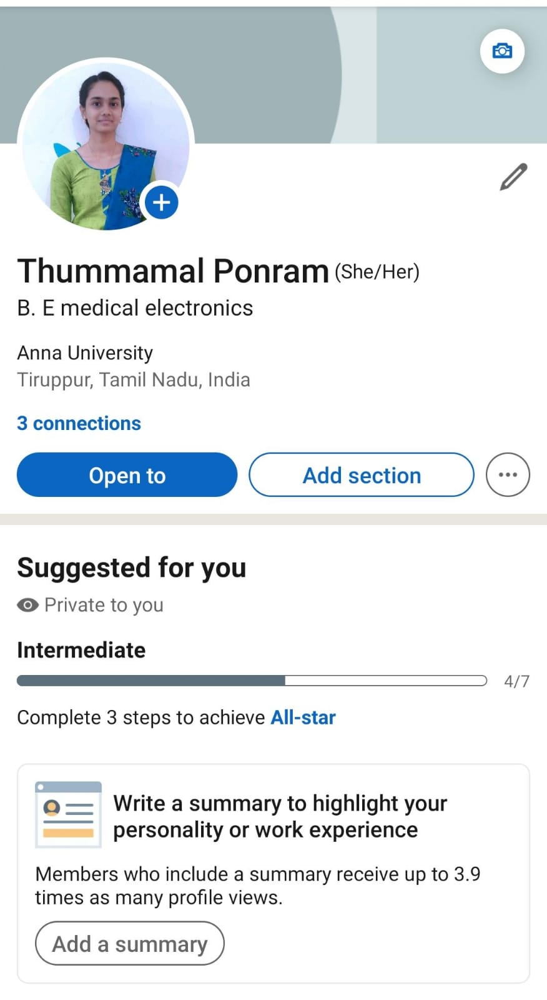 Thummamal Ponram (She/Her)
B. E medical electronics
Anna University
Tiruppur, Tamil Nadu, India
3 connections
Open to
Add section
Suggested for you
Private to you
Intermediate
4/7
Complete 3 steps to achieve All-star
Write a summary to highlight your
personality or work experience
Members who include a summary receive up to 3.9
times as many profile views.
Add a summary